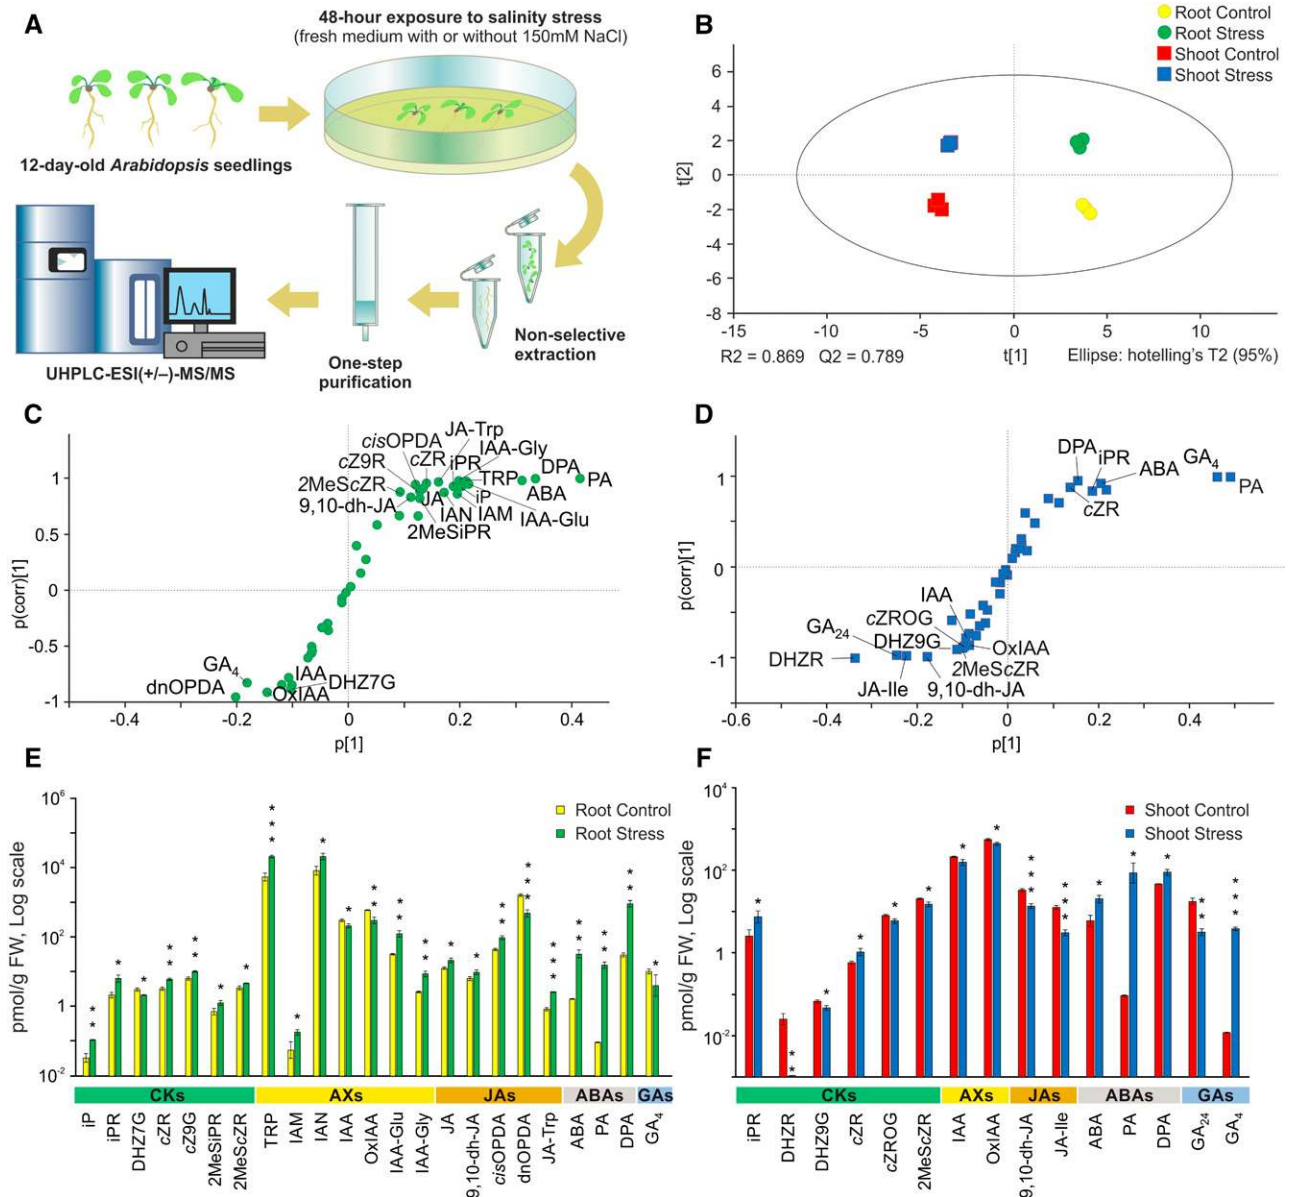 A
48-hour exposure to salinity stress
(fresh medium with or without 150mM NaCl)
12-day-old Arabidopsis seedlings
Non-selective
extraction
One-step
purification
UHPLC-ESI(+/–)-MS/MS
B
Root Control
Root Stress
Shoot Control
Shoot Stress
t[2]
6
4
2
0
-2
-4
-6
-8
-15
-10
-5
0
5
10
R2 = 0.869
Q2 = 0.789
t[1]
Ellipse: hotelling's T2 (95%)
C
p(corr)[1]
1
0.5
0
-0.5
-1
-0.4
-0.2
0
0.2
0.4
p[1]
JA-Trp
cisOPDA
IAA-Gly
cZR
cZ9R
iPR
TRP
DPA
PA
2MeScZR
9,10-dh-JA
JA
iP
ABA
IAN
IAM
IAA-Glu
2MeSiPR
GA4
dnOPDA
IAA
DHZ7G
OxIAA
D
p(corr)[1]
1
0
-1
-0.6
-0.4
-0.2
0
0.2
0.4
p[1]
DPA
iPR
ABA
GA4
PA
cZR
IAA
cZROG
GA24
DHZ9G
OxIAA
DHZR
2MeScZR
JA-Ile
9,10-dh-JA
E
pmol/g FW, Log scale
10^6
10^4
10^2
1
10^-2
Root Control
Root Stress
* *
*
*
* *
* *
*
*
* * *
*
*
*
* *
* *
* *
*
*
* *
* * *
* * *
* *
* *
* * *
*
CKs
AXs
JAs
ABAs
GAs
iP
iPR
DHZ7G
cZR
cZ9G
2MeSiPR
2MeScZR
TRP
IAM
IAN
IAA
OxIAA
IAA-Glu
IAA-Gly
JA
9,10-dh-JA
cisOPDA
dnOPDA
JA-Trp
ABA
PA
DPA
GA4
F
pmol/g FW, Log scale
10^4
10^2
1
10^-2
Shoot Control
Shoot Stress
*
* *
*
*
*
*
*
*
* * *
* * *
*
*
*
* *
* * *
CKs
AXs
JAs
ABAs
GAs
iPR
DHZR
DHZ9G
cZR
cZROG
2MeScZR
IAA
OxIAA
9,10-dh-JA
JA-Ile
ABA
PA
DPA
GA24
GA4